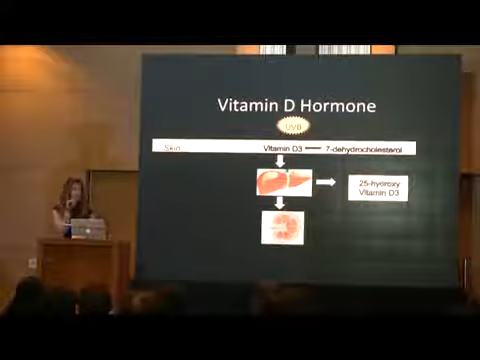 Vitamin D Hormone
UVB
Skin
Vitamin D3
7-dehydrocholesterol
25-hydroxy
Vitamin D3